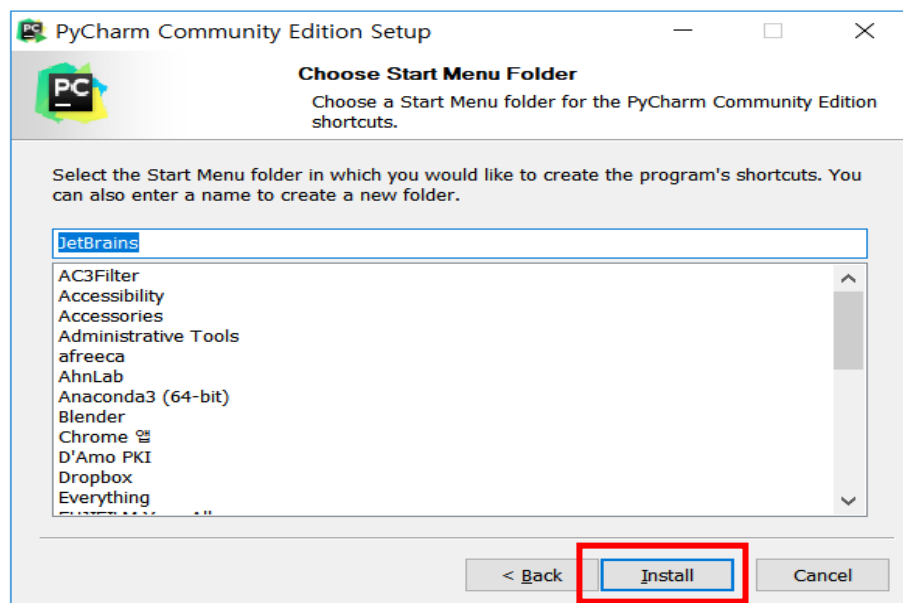 PyCharm Community Edition Setup
PC
Choose Start Menu Folder
Choose a Start Menu folder for the PyCharm Community Edition
shortcuts.
Select the Start Menu folder in which you would like to create the program's shortcuts. You
can also enter a name to create a new folder.
JetBrains
AC3Filter
Accessibility
Accessories
Administrative Tools
afreeca
AhnLab
Anaconda3 (64-bit)
Blender
Chrome 앱
D'Amo PKI
Dropbox
Everything
< Back
Install
Cancel